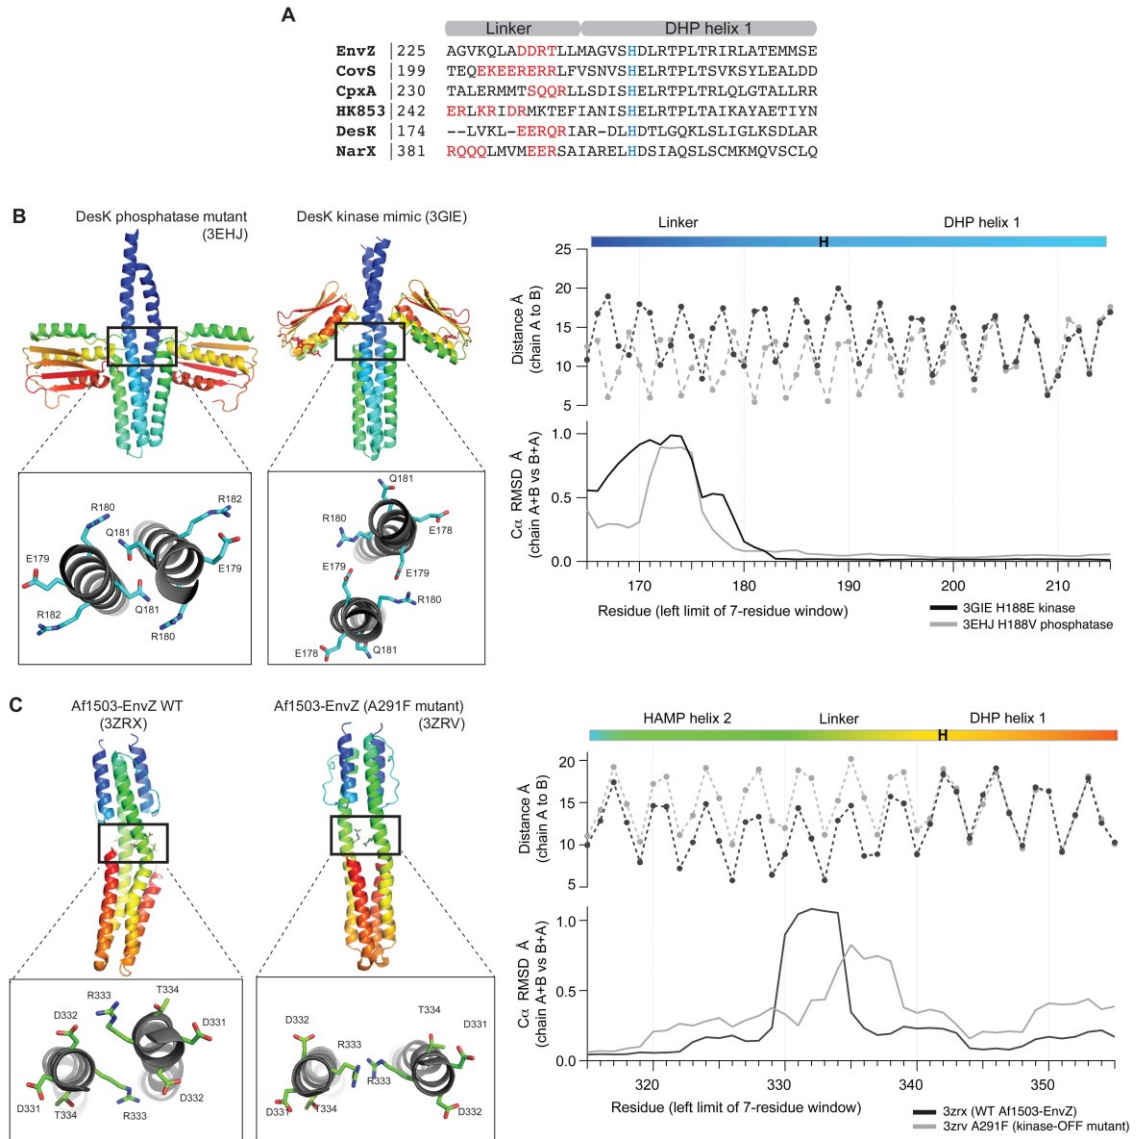 A
Linker DHP helix 1
EnvZ 225 AGVKQLADDRTLLMAGVSHDLRTPLTRIRLATEMMSE
CovS 199 TEQEKEERERRLFVSNVSHELRTPLTSVKSYLEALDD
CpxA 230 TALERMMTSQQRLLSDISHELRTPLTRLQLGTALLRR
HK853 242 ERLKRIDRMKTEFIANISHELRTPLTAIKAYAETIYN
DesK 174 --LVKL-EERQRIAR-DLHDTLGQKLSLIGLKSDLAR
NarX 381 RQQQLMVMEERSAIARELHDSIAQSLSCMKMQVSCLQ
B
DesK phosphatase mutant
(3EHJ)
DesK kinase mimic (3GIE)
R180
R182
Q181
E179
E179
Q181
R182
R180
Q181
R180
E178
E179
E179
R180
E178
Q181
Linker DHP helix 1
H
25
20
15
10
5
Distance Å
(chain A to B)
1.0
0.5
0.0
Cα RMSD Å
(chain A+B vs B+A)
170 180 190 200 210
Residue (left limit of 7-residue window)
3GIE H188E kinase
3EHJ H188V phosphatase
C
Af1503-EnvZ WT
(3ZRX)
Af1503-EnvZ (A291F mutant)
(3ZRV)
R333
T334
D332
D331
D331
T334
R333
D332
D332
T334
D331
R333
R333
D331
T334
D332
HAMP helix 2 Linker DHP helix 1
H
20
15
10
5
Distance Å
(chain A to B)
1.0
0.5
0.0
Cα RMSD Å
(chain A+B vs B+A)
320 330 340 350
Residue (left limit of 7-residue window)
3zrx (WT Af1503-EnvZ)
3zrv A291F (kinase-OFF mutant)